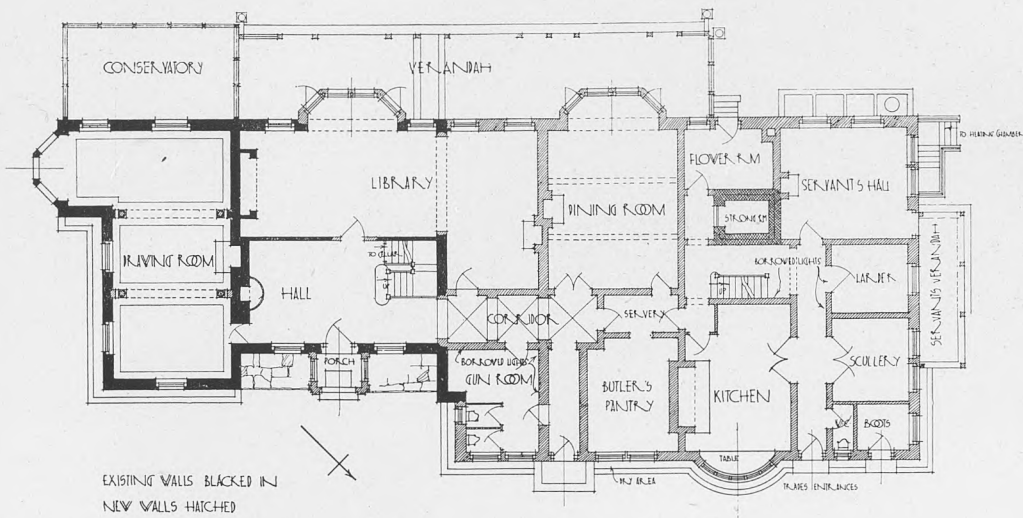 CONSERVATORY
VERANDAH
TO HEATING CHAMBER
LIBRARY
FLOWER RM
SERVANTS HALL
DINING ROOM
STRONG RM
DRAWING ROOM
TO CELLAR
UP
HALL
BORROWED LIGHTS
UP
LARDER
SERVANTS VERANDAH
CORRIDOR
SERVERY
PORCH
BORROWED LIGHTS
GUN ROOM
SCULLERY
BUTLER'S
PANTRY
KITCHEN
W.C.
BOOTS
TABLE
DRY AREA
TRADES ENTRANCES
EXISTING WALLS BLACKED IN
NEW WALLS HATCHED